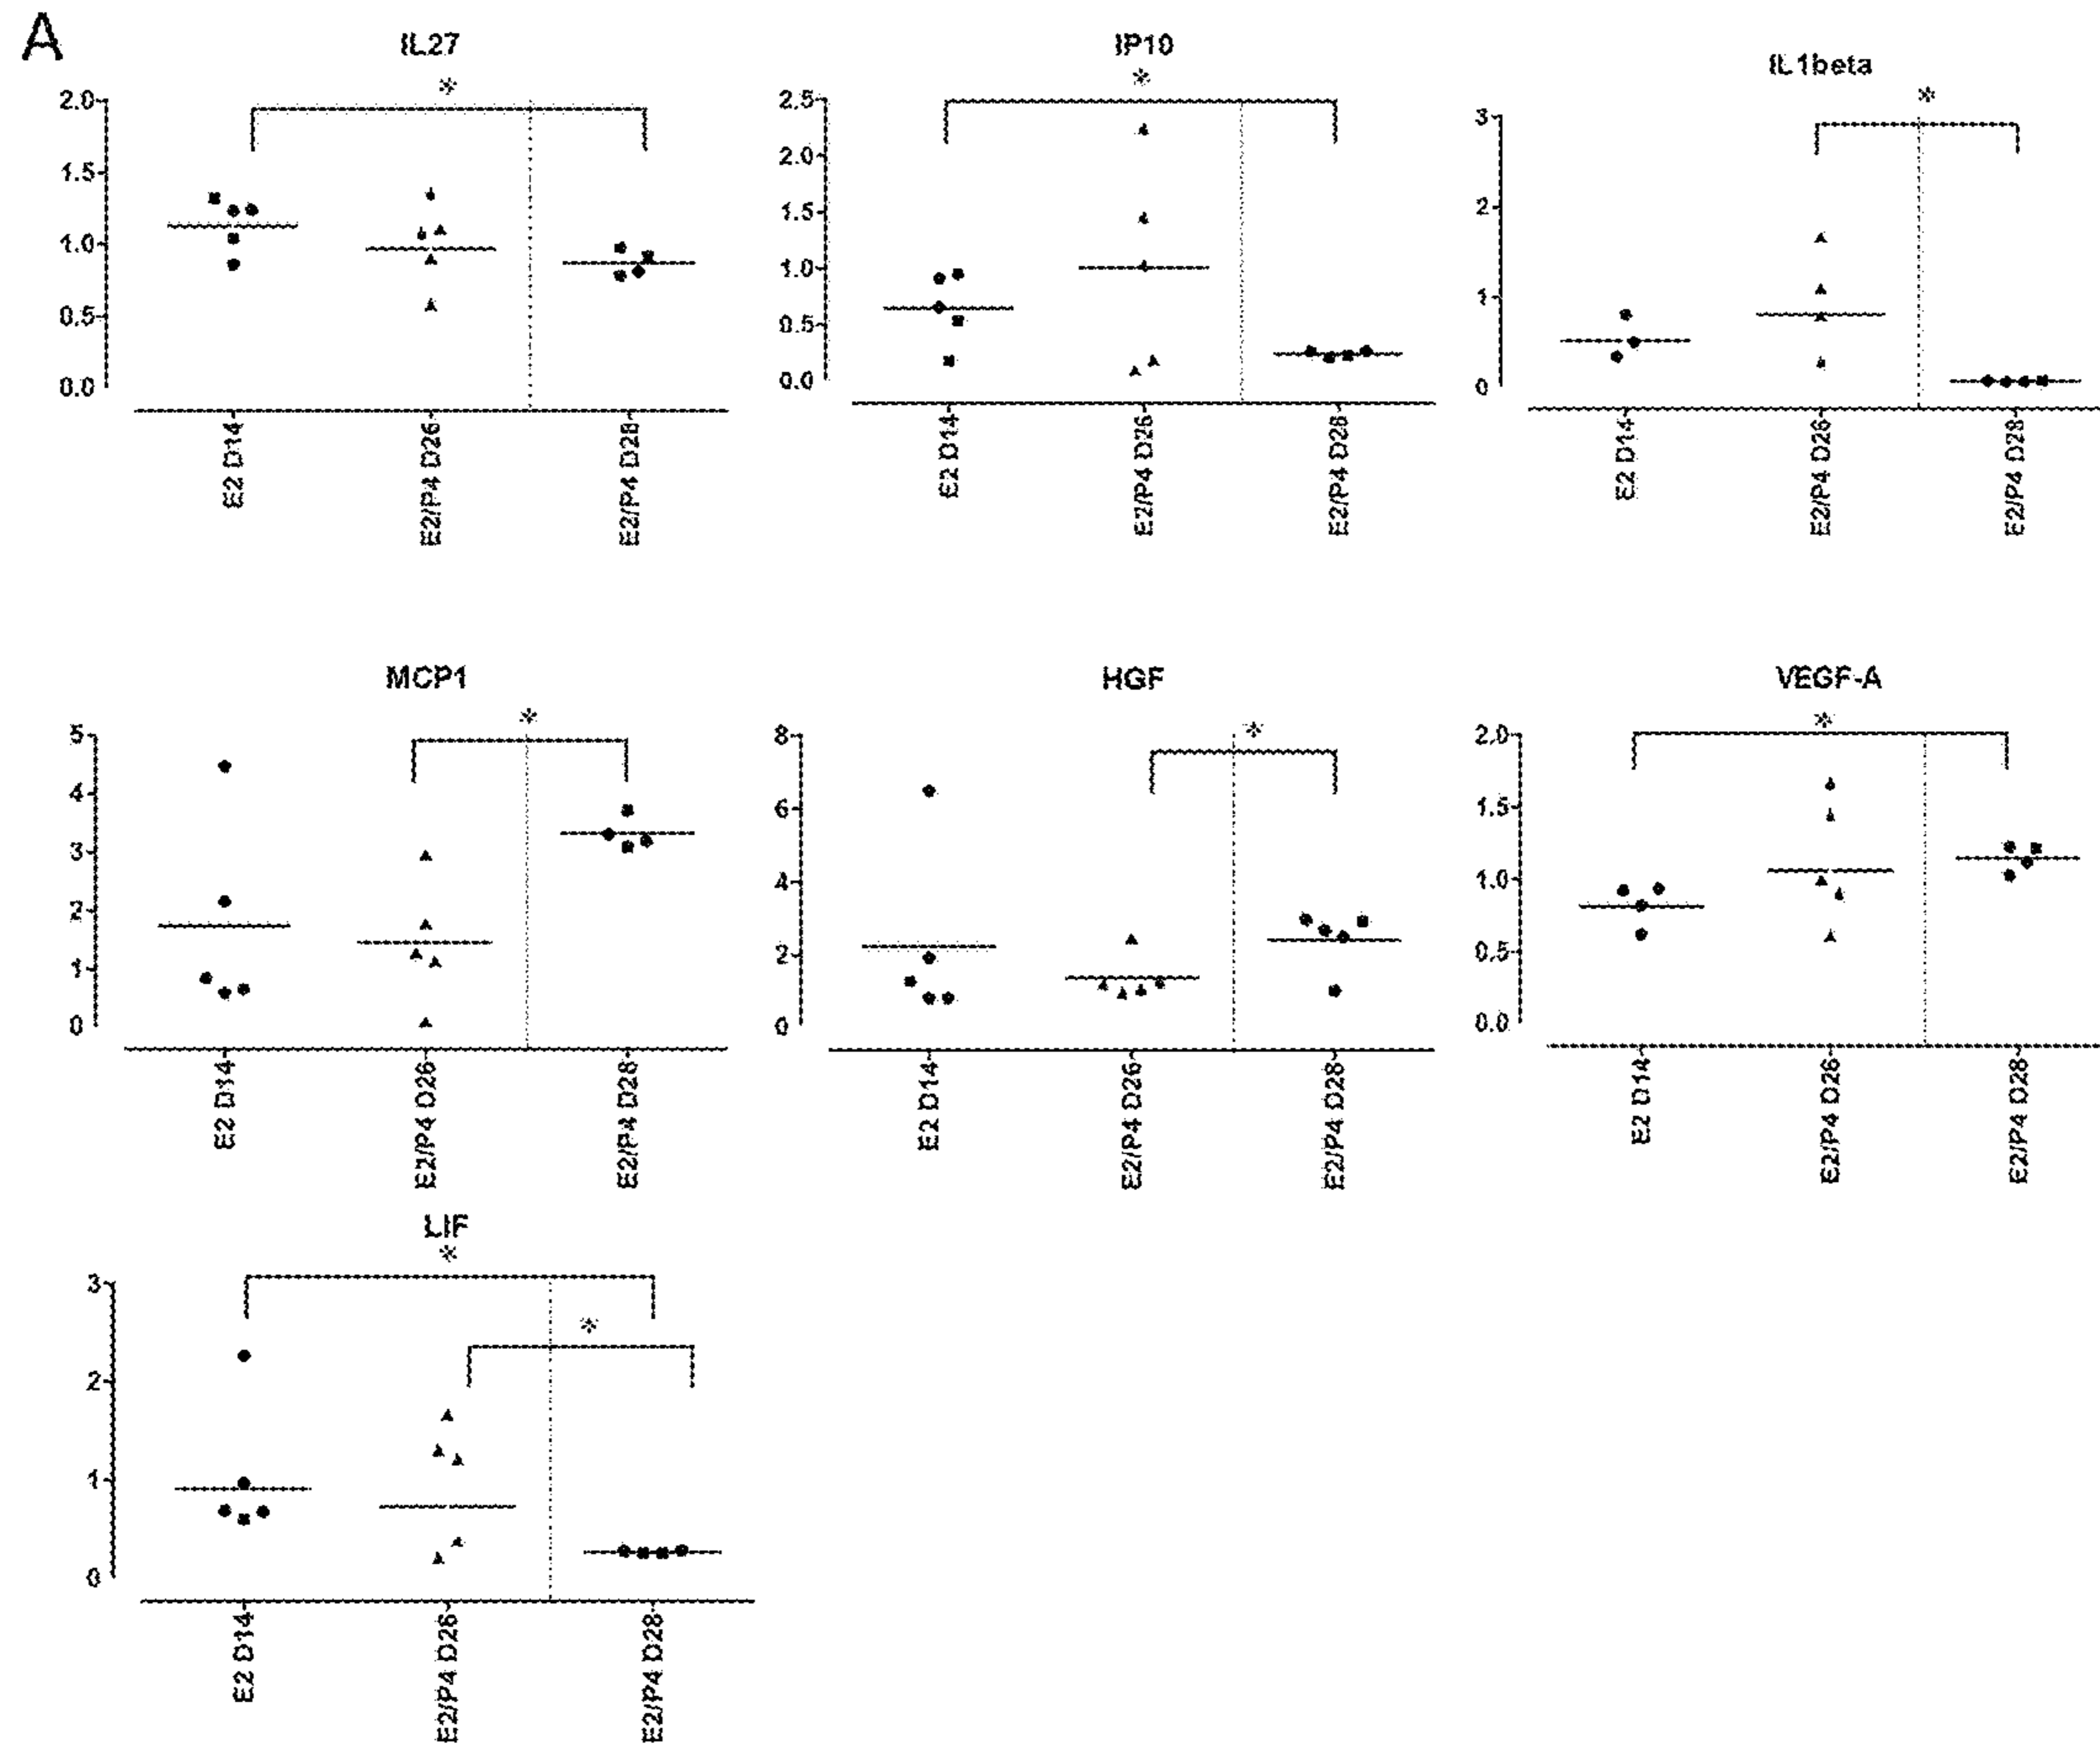 A
IL27
*
2.0
1.5
1.0
0.5
0.0
E2 D14
E2/P4 D26
E2/P4 D28
IP10
*
2.5
2.0
1.5
1.0
0.5
0.0
E2 D14
E2/P4 D26
E2/P4 D28
IL1beta
*
3
2
1
0
E2 D14
E2/P4 D26
E2/P4 D28
MCP1
*
5
4
3
2
1
0
E2 D14
E2/P4 D26
E2/P4 D28
HGF
*
8
6
4
2
0
E2 D14
E2/P4 D26
E2/P4 D28
VEGF-A
*
2.0
1.5
1.0
0.5
0.0
E2 D14
E2/P4 D26
E2/P4 D28
LIF
*
*
3
2
1
0
E2 D14
E2/P4 D26
E2/P4 D28